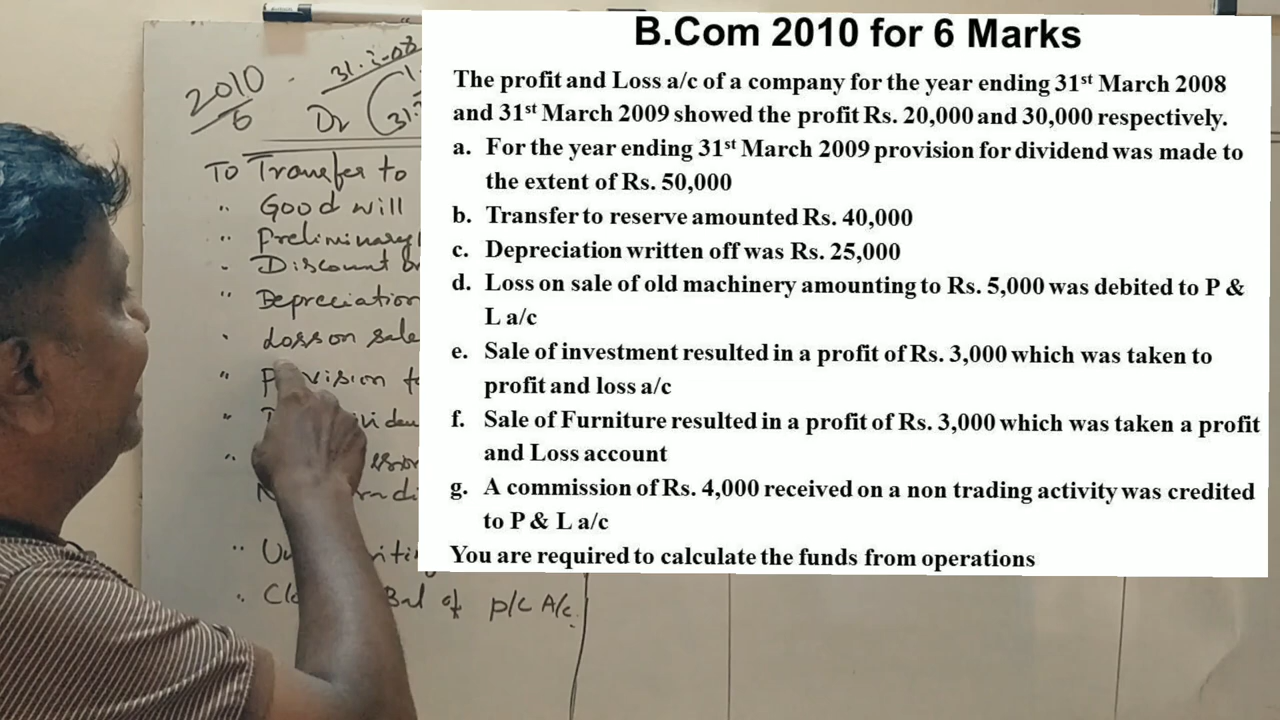 B.Com 2010 for 6 Marks
The profit and Loss a/c of a company for the year ending 31st March 2008
and 31st March 2009 showed the profit Rs. 20,000 and 30,000 respectively.
a. For the year ending 31st March 2009 provision for dividend was made to
the extent of Rs. 50,000
b. Transfer to reserve amounted Rs. 40,000
c. Depreciation written off was Rs. 25,000
d. Loss on sale of old machinery amounting to Rs. 5,000 was debited to P &
L a/c
e. Sale of investment resulted in a profit of Rs. 3,000 which was taken to
profit and loss a/c
f. Sale of Furniture resulted in a profit of Rs. 3,000 which was taken a profit
and Loss account
g. A commission of Rs. 4,000 received on a non trading activity was credited
to P & L a/c
You are required to calculate the funds from operations
2010
6
Dr
To Transfer to
" Good will
" Preliminary
" Discount
" Depreciation
" Loss on sale
"
"
"
"
" Bal of P/L A/c